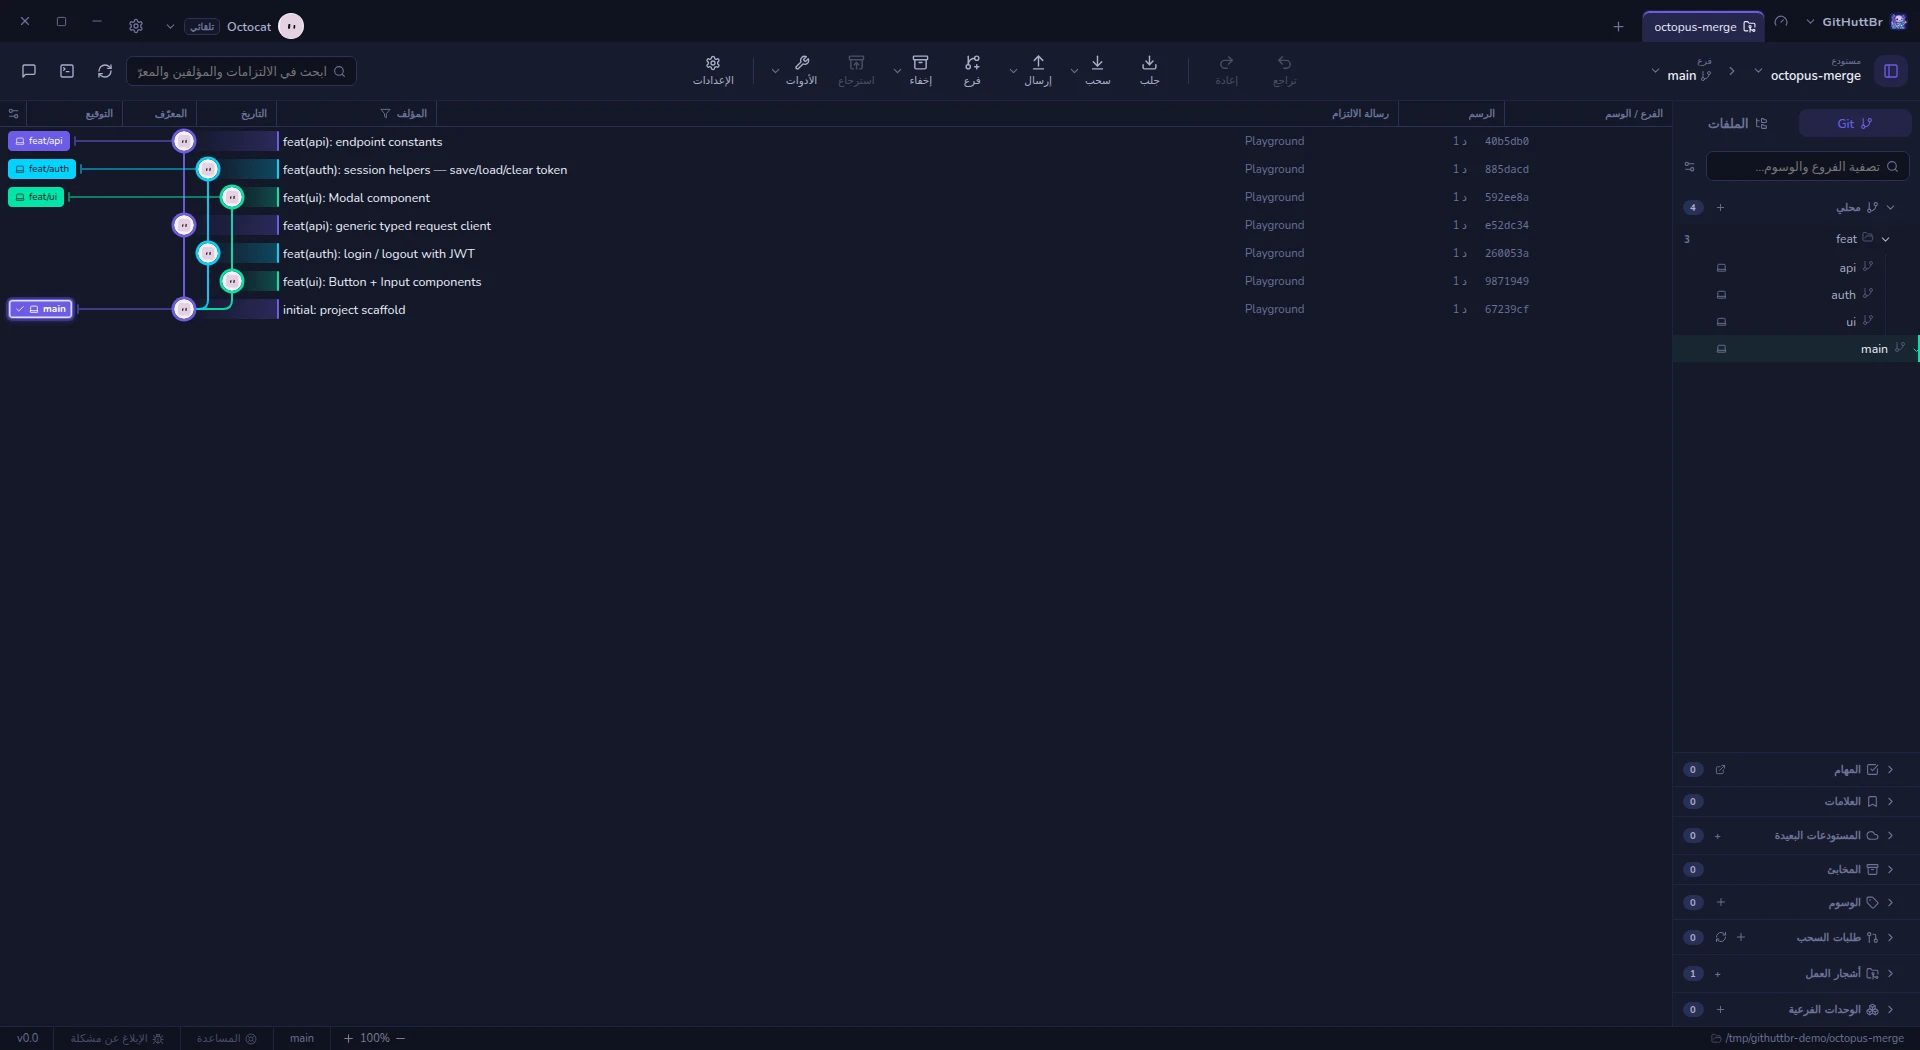 GitHuttBr
octopus-merge
Octocat
تلقائي
مستودع
octopus-merge
فرع
main
تراجع
إعادة
جلب
سحب
إرسال
فرع
إخفاء
استرجاع
الأدوات
الإعدادات
ابحث في الالتزامات والمؤلفين والمعرّ
الفرع / الوسم
الرسم
رسالة الالتزام
المؤلف
التاريخ
المعرّف
التوقيع
feat/api
feat(api): endpoint constants
Playground
1 د
40b5db0
feat/auth
feat(auth): session helpers — save/load/clear token
Playground
1 د
885dacd
feat/ui
feat(ui): Modal component
Playground
1 د
592ee8a
feat(api): generic typed request client
Playground
1 د
e52dc34
feat(auth): login / logout with JWT
Playground
1 د
260053a
feat(ui): Button + Input components
Playground
1 د
9871949
main
initial: project scaffold
Playground
1 د
67239cf
Git
الملفات
تصفية الفروع والوسوم...
محلي
4
feat
3
api
auth
ui
main
المهام
0
العلامات
0
المستودعات البعيدة
0
المخابئ
0
الوسوم
0
طلبات السحب
0
أشجار العمل
1
الوحدات الفرعية
0
/tmp/githuttbr-demo/octopus-merge
100%
main
المساعدة
الإبلاغ عن مشكلة
v0.0